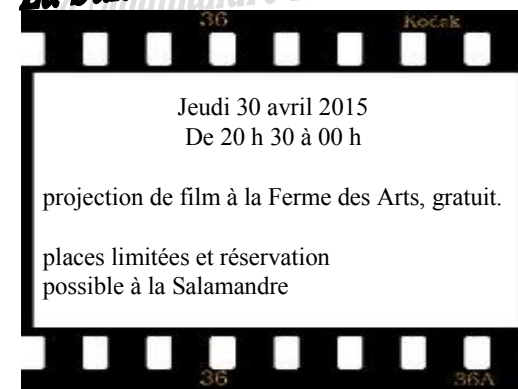 36
Kodak
Jeudi 30 avril 2015
De 20 h 30 à 00 h
projection de film à la Ferme des Arts, gratuit.
places limitées et réservation
possible à la Salamandre
36
36A